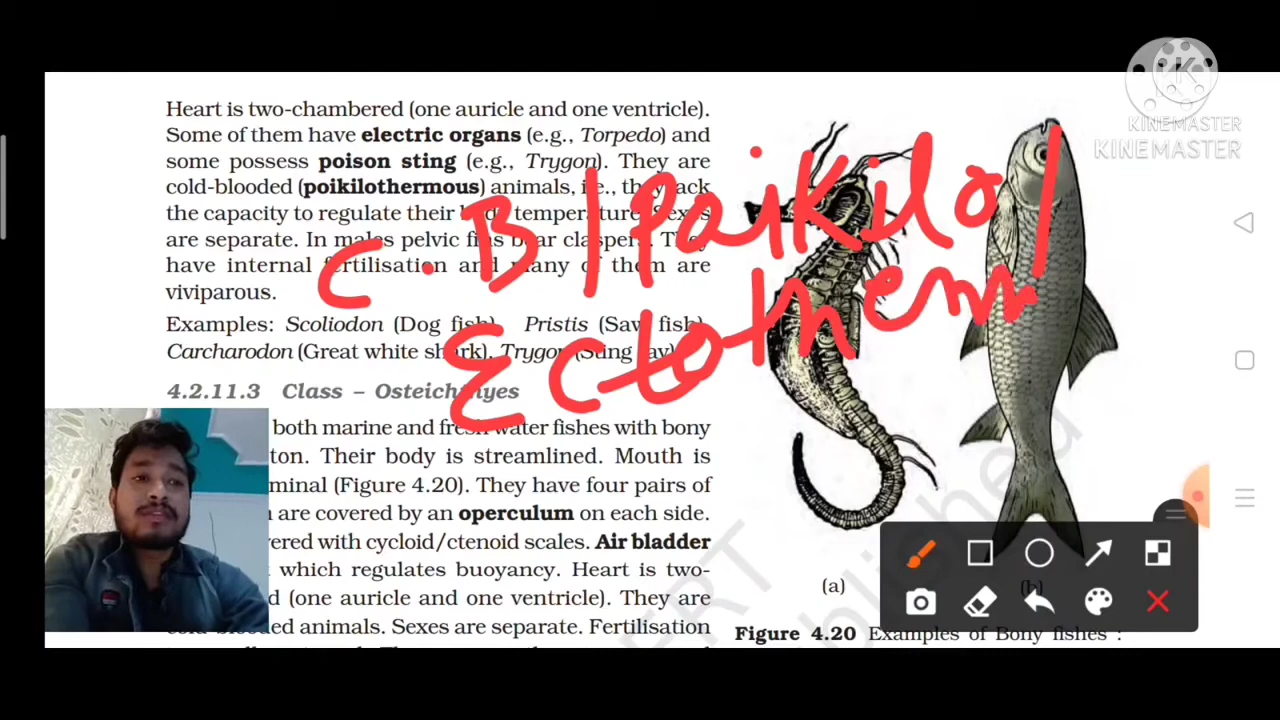 KINEMASTER
KINEMASTER
Heart is two-chambered (one auricle and one ventricle).
Some of them have electric organs (e.g., Torpedo) and
some possess poison sting (e.g., Trygon). They are
cold-blooded (poikilothermous) animals, i.e., they lack
the capacity to regulate their body temperature. Sexes
are separate. In males pelvic fins bear claspers. They
have internal fertilisation and many of them are
viviparous.
C.B/Paikilo/
Ectothem
Examples: Scoliodon (Dog fish), Pristis (Saw fish),
Carcharodon (Great white shark), Trygon (Sting ray).
4.2.11.3 Class – Osteichthyes
both marine and fresh water fishes with bony
ton. Their body is streamlined. Mouth is
minal (Figure 4.20). They have four pairs of
are covered by an operculum on each side.
vered with cycloid/ctenoid scales. Air bladder
which regulates buoyancy. Heart is two-
d (one auricle and one ventricle). They are
cold-blooded animals. Sexes are separate. Fertilisation
(a)
(b)
Figure 4.20 Examples of Bony fishes :